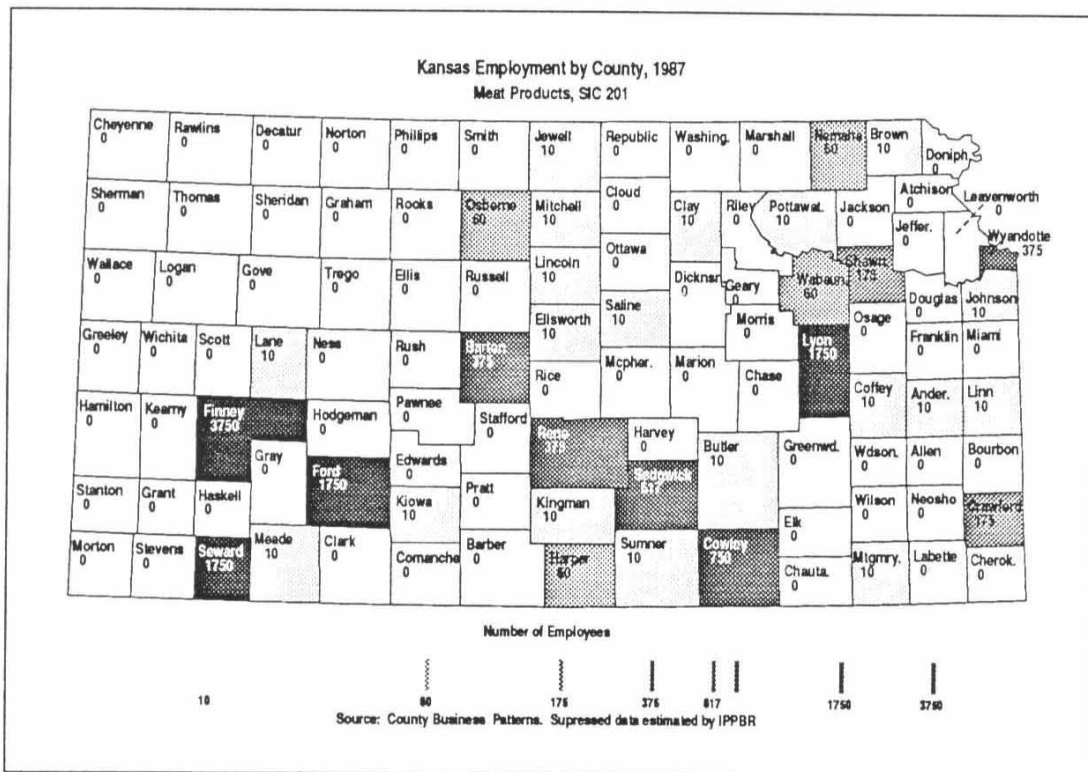 Kansas Employment by County, 1987
Meat Products, SIC 201
Cheyenne 0
Rawlins 0
Decatur 0
Norton 0
Phillips 0
Smith 0
Jewell 10
Republic 0
Washing. 0
Marshall 0
Nemaha 60
Brown 10
Doniph. 0
Sherman 0
Thomas 0
Sheridan 0
Graham 0
Rooks 0
Osborne 60
Mitchell 10
Cloud 0
Clay 10
Riley 0
Pottawat. 10
Jackson 0
Atchison 0
Leavenworth 0
Jeffer. 0
Wyandotte 375
Wallace 0
Logan 0
Gove 0
Trego 0
Ellis 0
Russell 0
Lincoln 10
Ottawa 0
Dicknsn 0
Geary 0
Wabaun. 60
Shawn. 175
Douglas 0
Johnson 10
Greeley 0
Wichita 0
Scott 0
Lane 10
Ness 0
Rush 0
Barton 375
Ellsworth 10
Saline 10
Morris 0
Lyon 1750
Osage 0
Franklin 0
Miami 0
Rice 0
Mcpher. 0
Marion 0
Chase 0
Coffey 10
Ander. 10
Linn 10
Hamilton 0
Kearny 0
Finney 3750
Hodgeman 0
Pawnee 0
Stafford 0
Reno 375
Harvey 0
Butler 10
Greenwd. 0
Wdson. 0
Allen 0
Bourbon 0
Gray 0
Ford 1750
Edwards 0
Sedgwick 817
Stanton 0
Grant 0
Haskell 0
Kiowa 10
Pratt 0
Kingman 10
Elk 0
Wilson 0
Neosho 0
Crawford 175
Morton 0
Stevens 0
Seward 1750
Meade 10
Clark 0
Comanche 0
Barber 0
Harper 60
Sumner 10
Cowley 750
Chauta. 0
Mtgmry. 10
Labette 0
Cherok. 0
Number of Employees
10 60 175 375 817 1750 3750
Source: County Business Patterns. Supressed data estimated by IPPBR